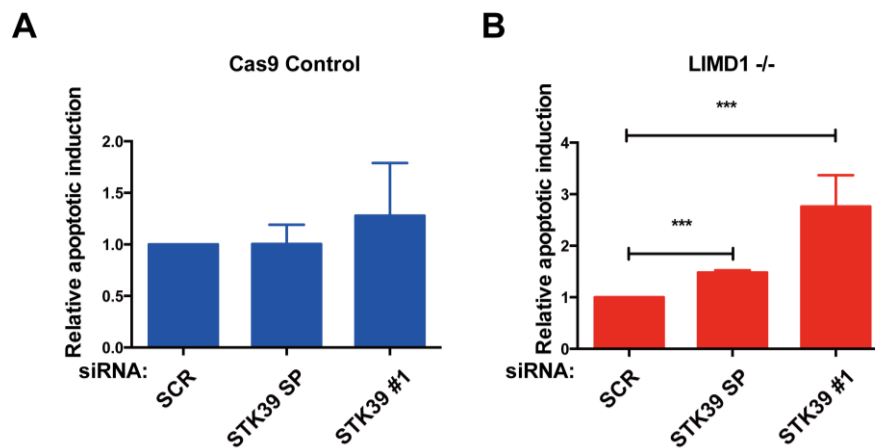 A
Cas9 Control
Relative apoptotic induction
2.0
1.5
1.0
0.5
0.0
siRNA:
SCR
STK39 SP
STK39 #1
B
LIMD1 -/-
Relative apoptotic induction
4
3
2
1
0
***
***
siRNA:
SCR
STK39 SP
STK39 #1